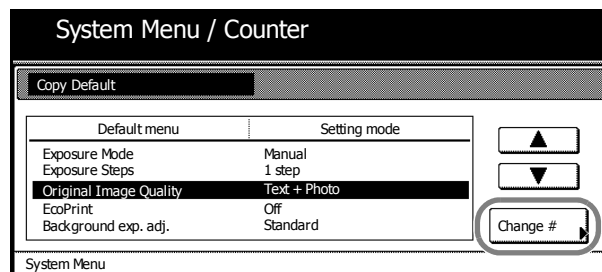 System Menu / Counter
Copy Default
Default menu Setting mode
Exposure Mode Manual
Exposure Steps 1 step
Original Image Quality Text + Photo
EcoPrint Off
Background exp. adj. Standard
Change #
System Menu